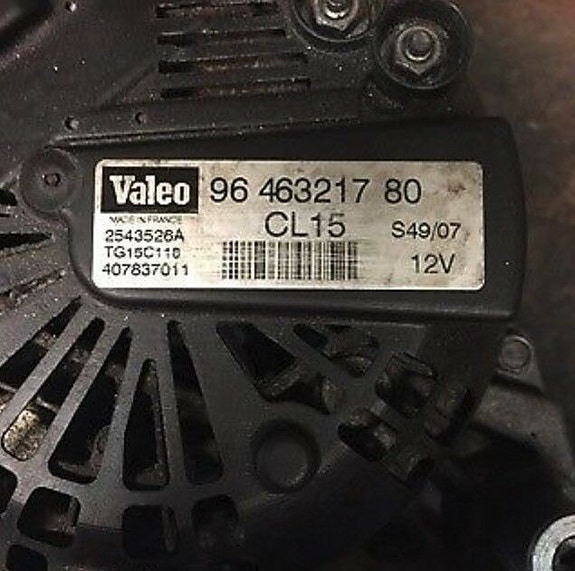 Valeo 96 463217 80
MADE IN FRANCE
CL15 S49/07
2543526A
TG15C118
407837011 12V